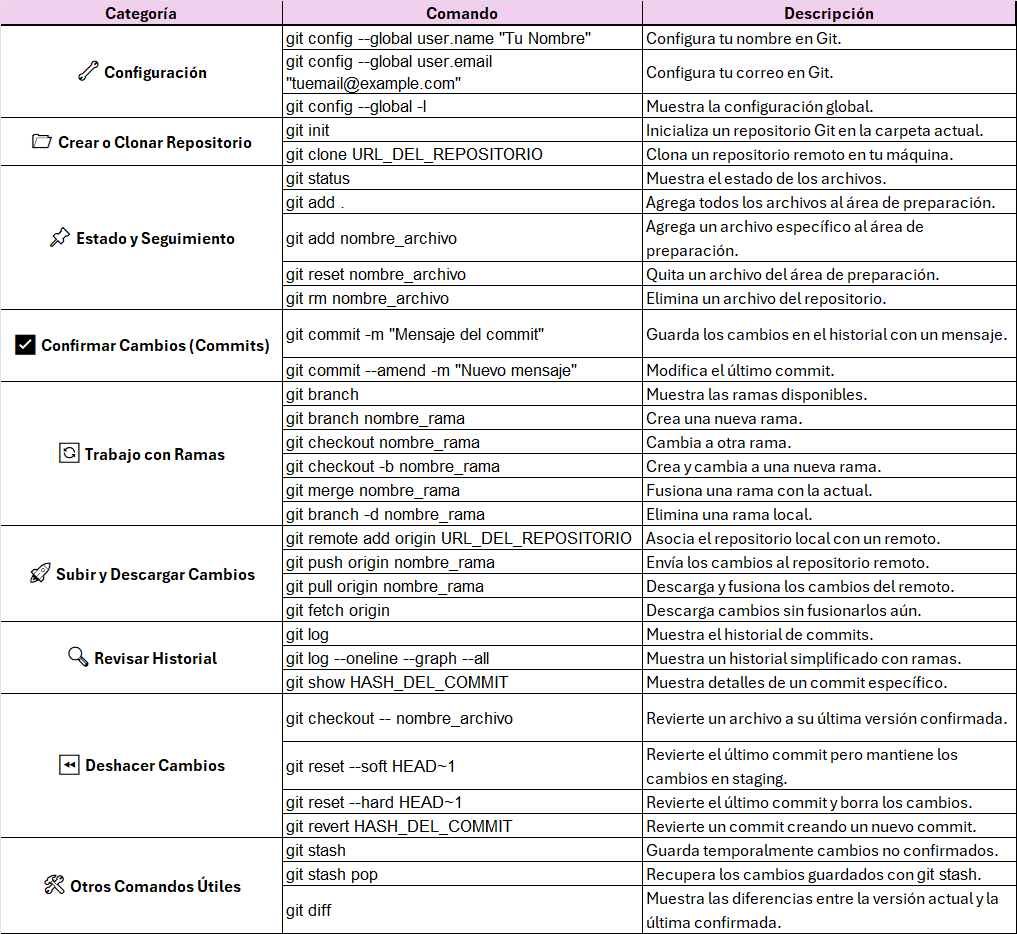 Categoría Comando Descripción
Configuración
git config --global user.name "Tu Nombre" Configura tu nombre en Git.
git config --global user.email
"tuemail@example.com" Configura tu correo en Git.
git config --global -l Muestra la configuración global.
Crear o Clonar Repositorio
git init Inicializa un repositorio Git en la carpeta actual.
git clone URL_DEL_REPOSITORIO Clona un repositorio remoto en tu máquina.
Estado y Seguimiento
git status Muestra el estado de los archivos.
git add . Agrega todos los archivos al área de preparación.
git add nombre_archivo Agrega un archivo específico al área de
preparación.
git reset nombre_archivo Quita un archivo del área de preparación.
git rm nombre_archivo Elimina un archivo del repositorio.
Confirmar Cambios (Commits)
git commit -m "Mensaje del commit" Guarda los cambios en el historial con un mensaje.
git commit --amend -m "Nuevo mensaje" Modifica el último commit.
Trabajo con Ramas
git branch Muestra las ramas disponibles.
git branch nombre_rama Crea una nueva rama.
git checkout nombre_rama Cambia a otra rama.
git checkout -b nombre_rama Crea y cambia a una nueva rama.
git merge nombre_rama Fusiona una rama con la actual.
git branch -d nombre_rama Elimina una rama local.
Subir y Descargar Cambios
git remote add origin URL_DEL_REPOSITORIO Asocia el repositorio local con un remoto.
git push origin nombre_rama Envía los cambios al repositorio remoto.
git pull origin nombre_rama Descarga y fusiona los cambios del remoto.
git fetch origin Descarga cambios sin fusionarlos aún.
Revisar Historial
git log Muestra el historial de commits.
git log --oneline --graph --all Muestra un historial simplificado con ramas.
git show HASH_DEL_COMMIT Muestra detalles de un commit específico.
Deshacer Cambios
git checkout -- nombre_archivo Revierte un archivo a su última versión confirmada.
git reset --soft HEAD~1 Revierte el último commit pero mantiene los
cambios en staging.
git reset --hard HEAD~1 Revierte el último commit y borra los cambios.
git revert HASH_DEL_COMMIT Revierte un commit creando un nuevo commit.
Otros Comandos Útiles
git stash Guarda temporalmente cambios no confirmados.
git stash pop Recupera los cambios guardados con git stash.
git diff Muestra las diferencias entre la versión actual y la
última confirmada.